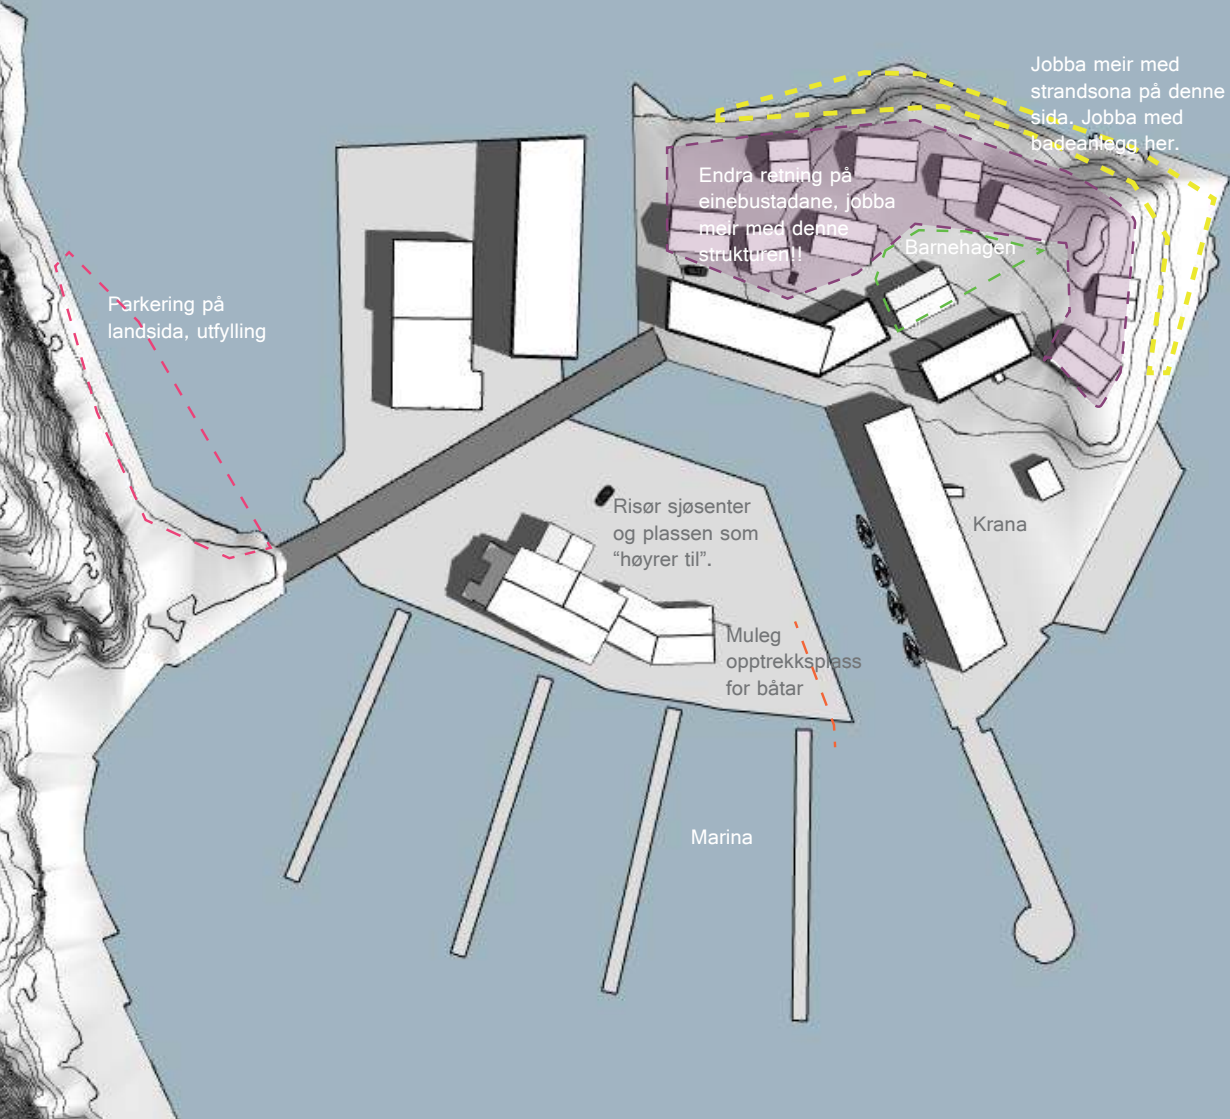 Jobba meir med
strandsona på denne
sida. Jobba med
badeanlegg her.
Endra retning på
einebustadane, jobba
meir med denne
strukturen!!
Barnehagen
Parkering på
landsida, utfylling
Risør sjøsenter
og plassen som
“høyrer til”.
Krana
Muleg
opptrekksplass
for båtar
Marina